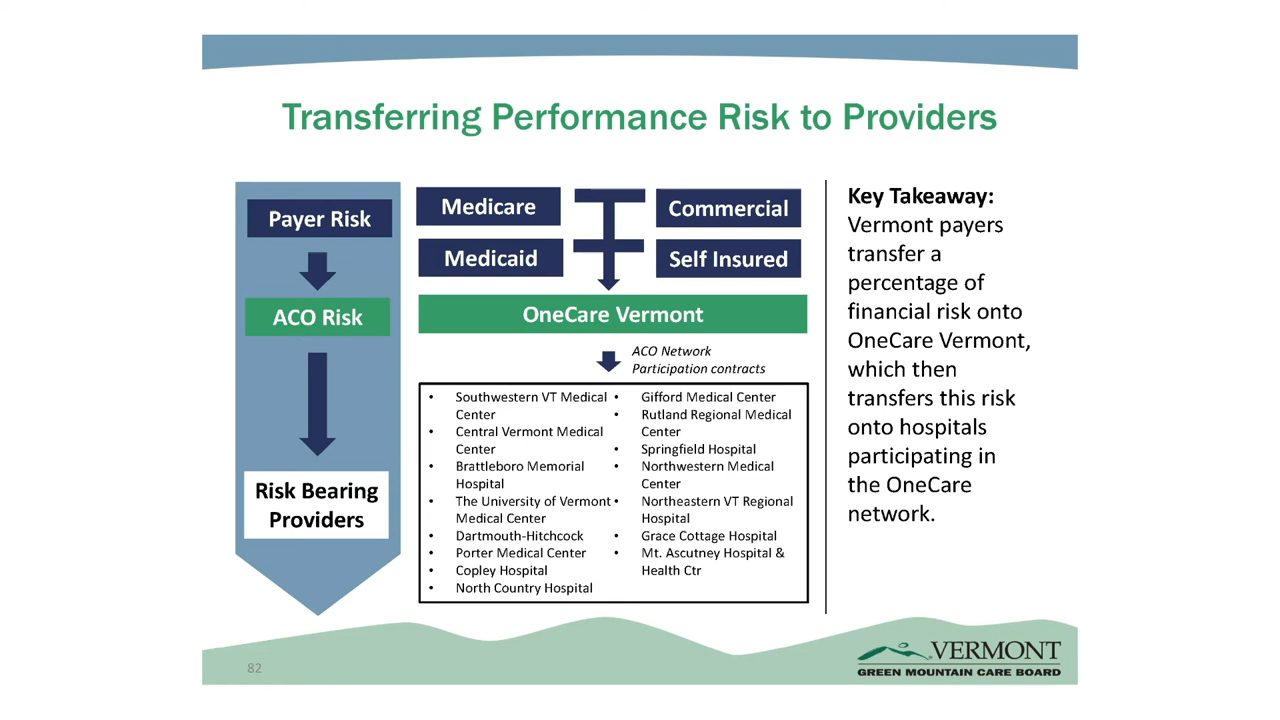 Transferring Performance Risk to Providers
Payer Risk
ACO Risk
Risk Bearing
Providers
Medicare
Commercial
Medicaid
Self Insured
OneCare Vermont
ACO Network
Participation contracts
• Southwestern VT Medical
Center
• Central Vermont Medical
Center
• Brattleboro Memorial
Hospital
• The University of Vermont
Medical Center
• Dartmouth-Hitchcock
• Porter Medical Center
• Copley Hospital
• North Country Hospital
• Gifford Medical Center
• Rutland Regional Medical
Center
• Springfield Hospital
• Northwestern Medical
Center
• Northeastern VT Regional
Hospital
• Grace Cottage Hospital
• Mt. Ascutney Hospital &
Health Ctr
Key Takeaway:
Vermont payers
transfer a
percentage of
financial risk onto
OneCare Vermont,
which then
transfers this risk
onto hospitals
participating in
the OneCare
network.
82
VERMONT
GREEN MOUNTAIN CARE BOARD